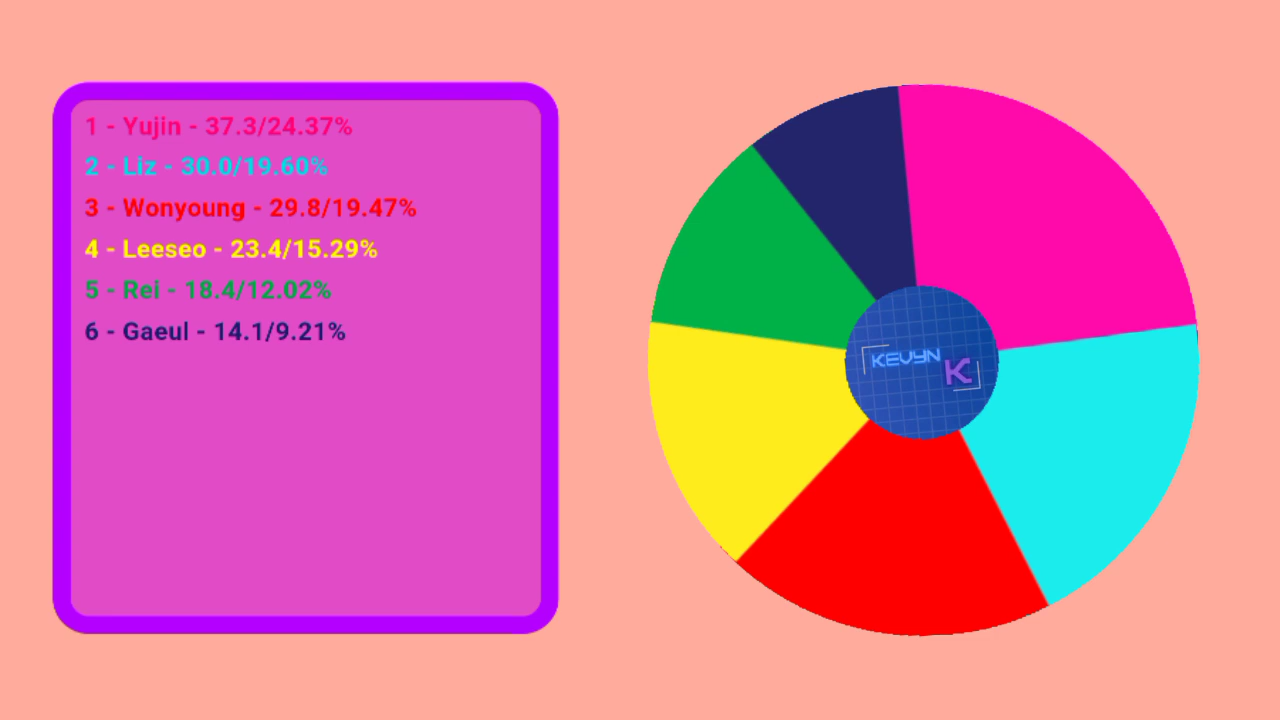 1 - Yujin - 37.3/24.37%
2 - Liz - 30.0/19.60%
3 - Wonyoung - 29.8/19.47%
4 - Leeseo - 23.4/15.29%
5 - Rei - 18.4/12.02%
6 - Gaeul - 14.1/9.21%
KEVYN
K